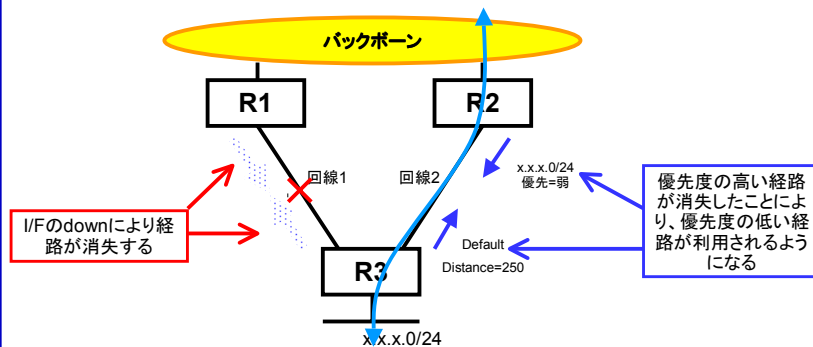 バックボーン
R1
R2
回線1
回線2
x.x.x.0/24
優先=弱
I/Fのdownにより経
路が消失する
優先度の高い経路
が消失したことによ
り、優先度の低い経
路が利用されるよう
になる
Default
Distance=250
R3
x.x.x.0/24